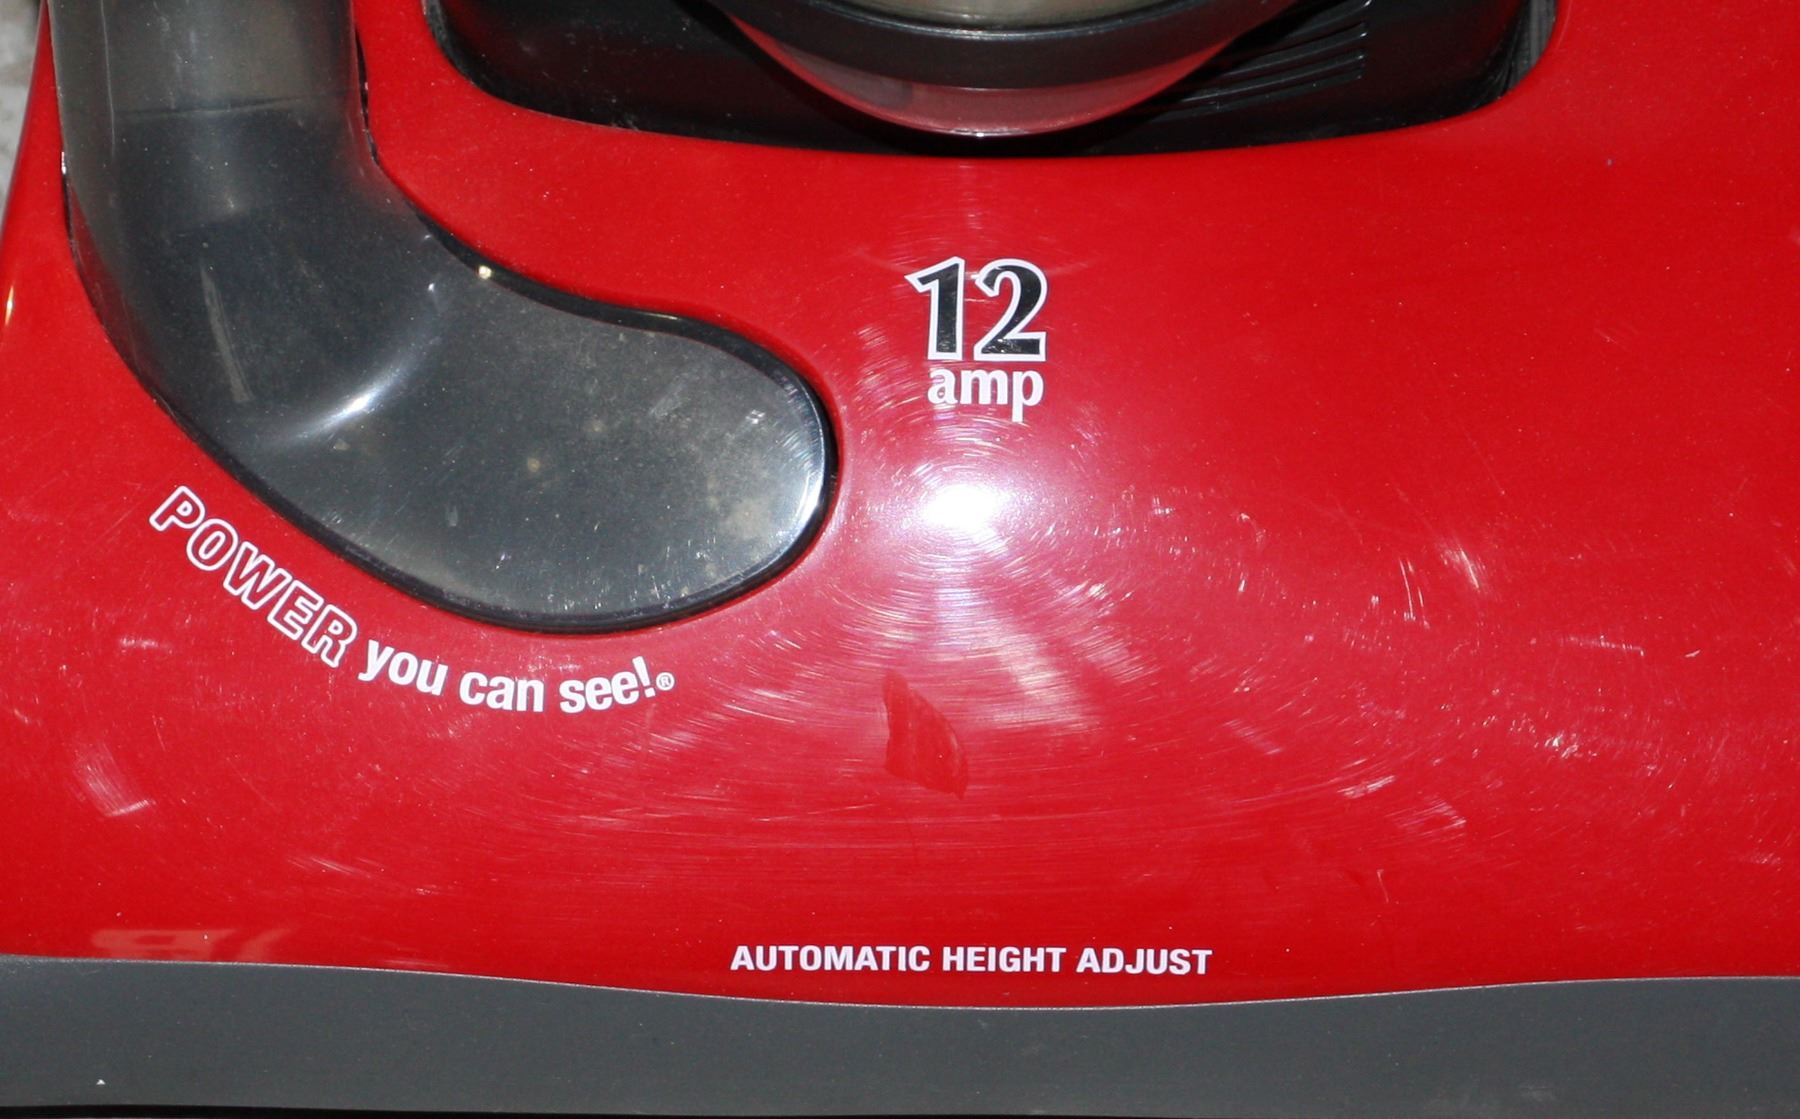 12
amp
POWER you can see!®
AUTOMATIC HEIGHT ADJUST